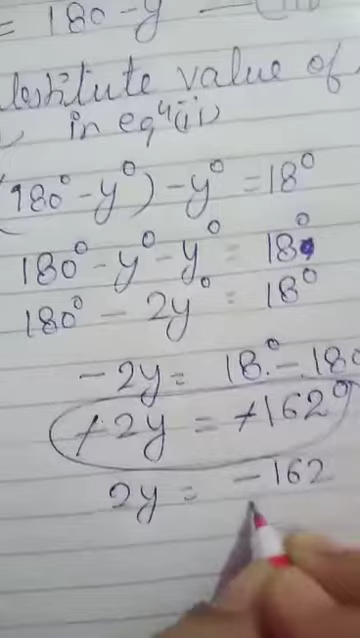 = 180 - y
substitute value of
in eqⁿ(ii)
(180° - y°) - y° = 18°
180° - y° - y° = 18°
180° - 2y° = 18°
-2y = 18° - 180
+2y = +162°
2y = -162